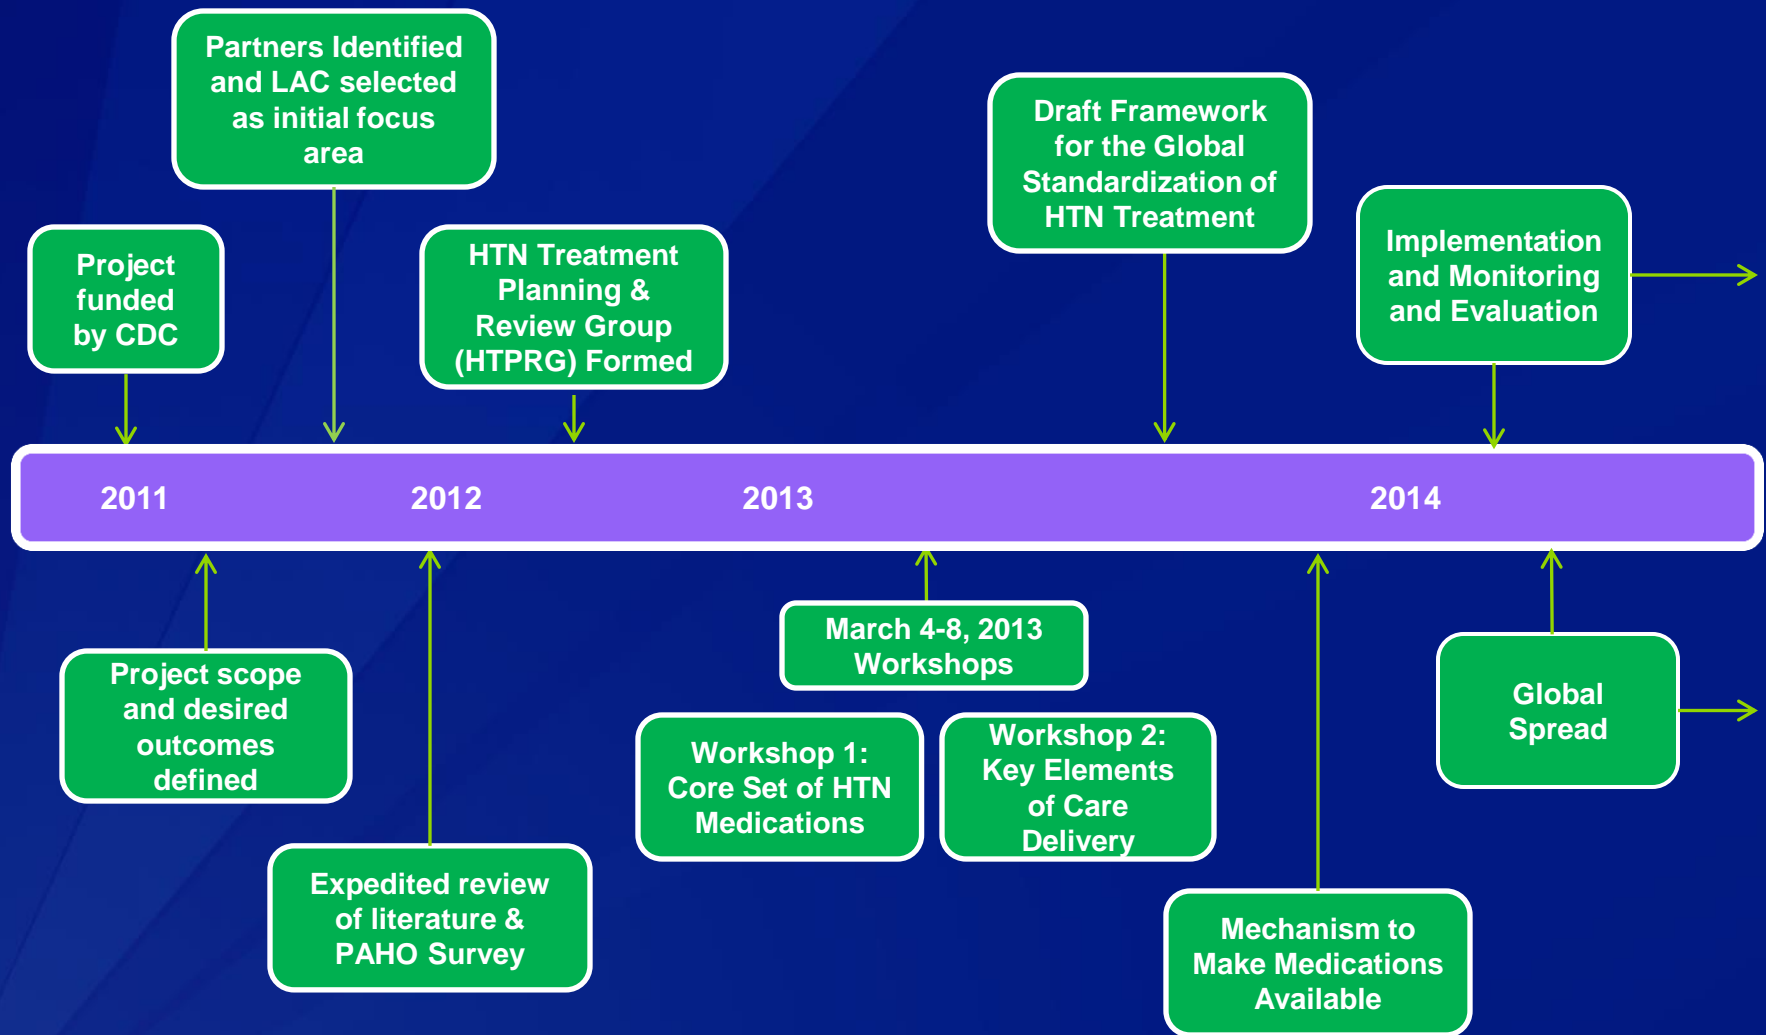 Partners Identified
and LAC selected
as initial focus
area
Project
funded
by CDC
HTN Treatment
Planning &
Review Group
(HTPRG) Formed
Draft Framework
for the Global
Standardization of
HTN Treatment
Implementation
and Monitoring
and Evaluation
2011
2012
2013
2014
Project scope
and desired
outcomes
defined
Expedited review
of literature &
PAHO Survey
March 4-8, 2013
Workshops
Workshop 1:
Core Set of HTN
Medications
Workshop 2:
Key Elements
of Care
Delivery
Mechanism to
Make Medications
Available
Global
Spread